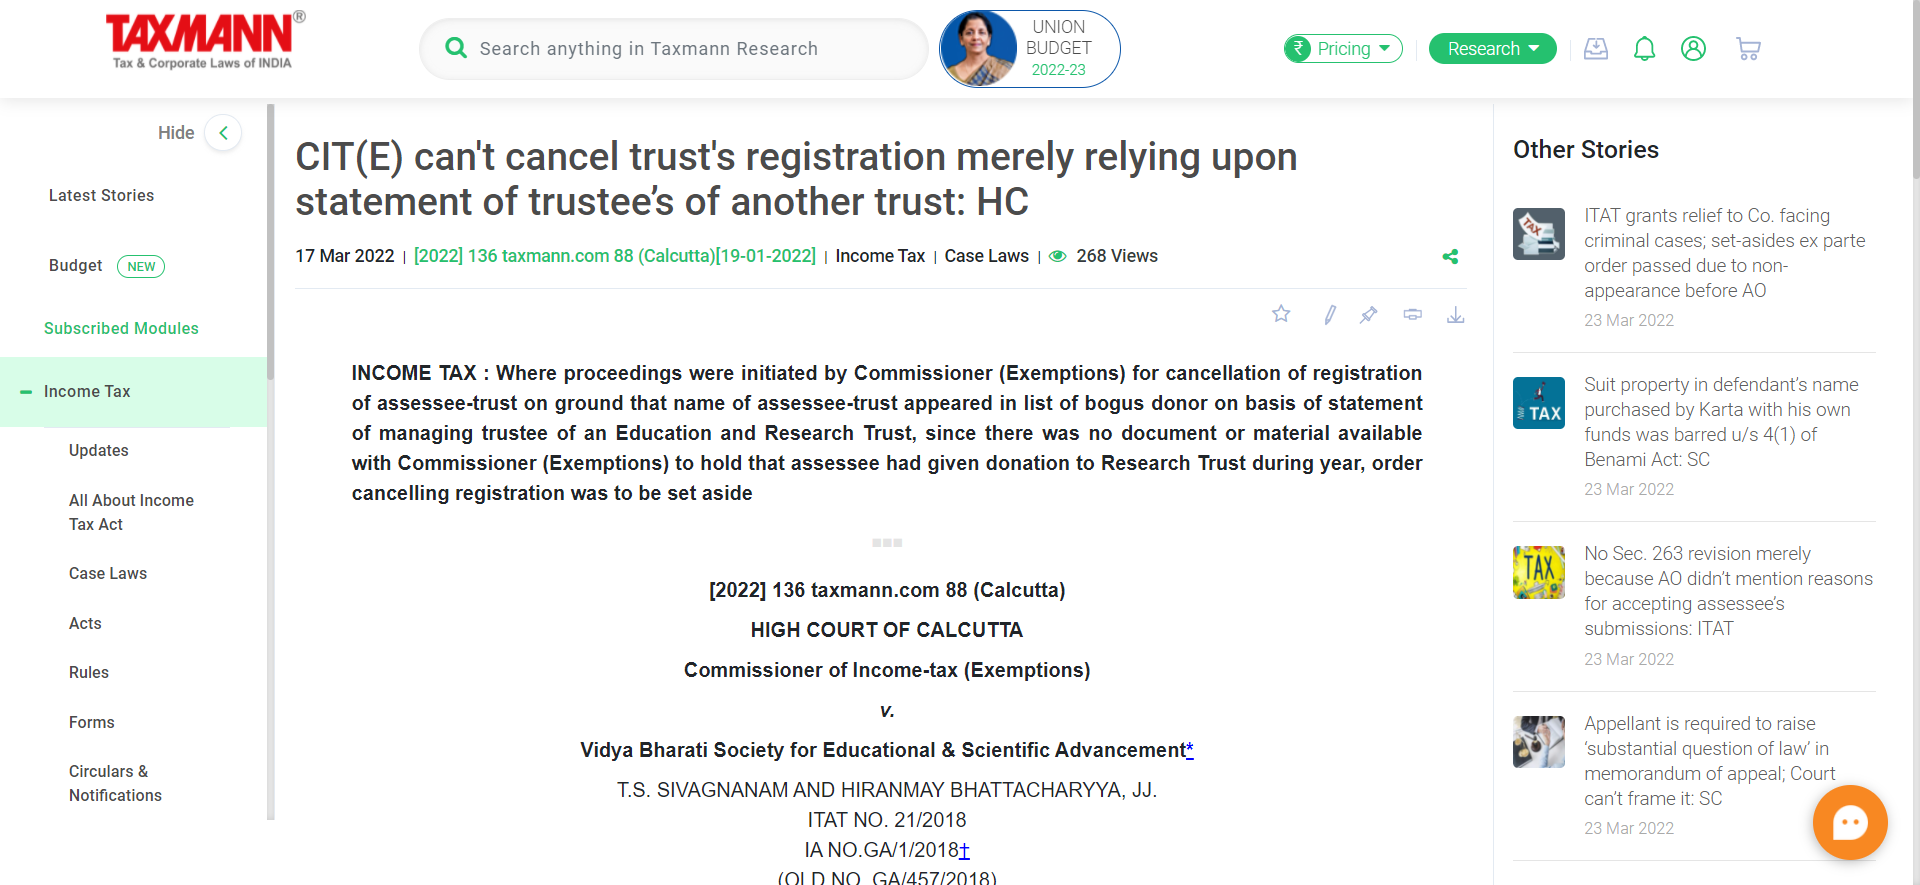 TAXMANN®
Tax & Corporate Laws of INDIA
Search anything in Taxmann Research
UNION
BUDGET
2022-23
₹ Pricing
Research
Hide
Latest Stories
Budget NEW
Subscribed Modules
Income Tax
Updates
All About Income
Tax Act
Case Laws
Acts
Rules
Forms
Circulars &
Notifications
CIT(E) can't cancel trust's registration merely relying upon
statement of trustee’s of another trust: HC
17 Mar 2022 | [2022] 136 taxmann.com 88 (Calcutta)[19-01-2022] | Income Tax | Case Laws | 268 Views
INCOME TAX : Where proceedings were initiated by Commissioner (Exemptions) for cancellation of registration
of assessee-trust on ground that name of assessee-trust appeared in list of bogus donor on basis of statement
of managing trustee of an Education and Research Trust, since there was no document or material available
with Commissioner (Exemptions) to hold that assessee had given donation to Research Trust during year, order
cancelling registration was to be set aside
[2022] 136 taxmann.com 88 (Calcutta)
HIGH COURT OF CALCUTTA
Commissioner of Income-tax (Exemptions)
v.
Vidya Bharati Society for Educational & Scientific Advancement*
T.S. SIVAGNANAM AND HIRANMAY BHATTACHARYYA, JJ.
ITAT NO. 21/2018
IA NO.GA/1/2018†
(OLD NO. GA/457/2018)
Other Stories
TAX
ITAT grants relief to Co. facing
criminal cases; set-asides ex parte
order passed due to non-
appearance before AO
23 Mar 2022
TAX
Suit property in defendant’s name
purchased by Karta with his own
funds was barred u/s 4(1) of
Benami Act: SC
23 Mar 2022
TAX
No Sec. 263 revision merely
because AO didn’t mention reasons
for accepting assessee’s
submissions: ITAT
23 Mar 2022
Appellant is required to raise
‘substantial question of law’ in
memorandum of appeal; Court
can’t frame it: SC
23 Mar 2022